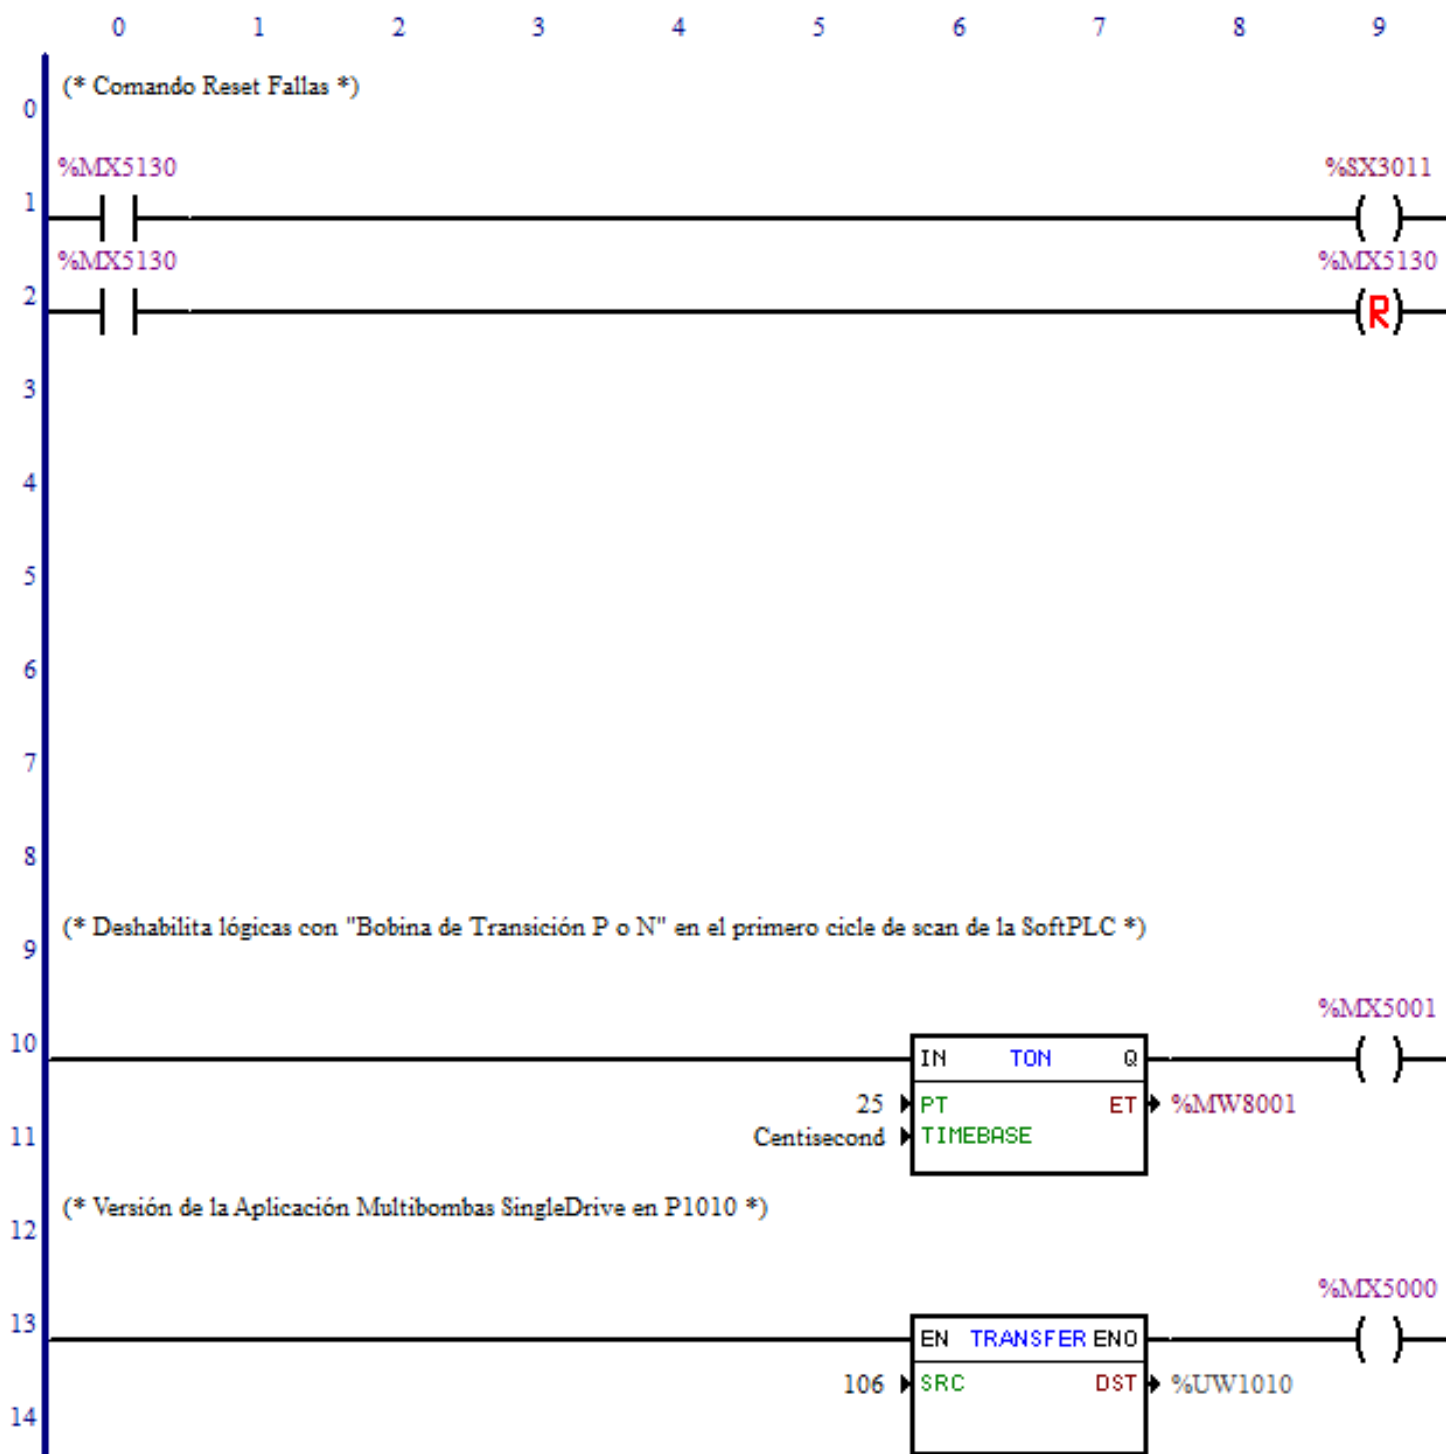 0 1 2 3 4 5 6 7 8 9
(* Comando Reset Fallas *)
0
%MX5130 %SX3011
1
%MX5130 %MX5130
2 R
3
4
5
6
7
8
(* Deshabilita lógicas con "Bobina de Transición P o N" en el primero cicle de scan de la SoftPLC *)
9
%MX5001
10 IN TON Q
25 PT ET %MW8001
11 Centisecond TIMEBASE
(* Versión de la Aplicación Multibombas SingleDrive en P1010 *)
12
%MX5000
13 EN TRANSFER ENO
106 SRC DST %UW1010
14